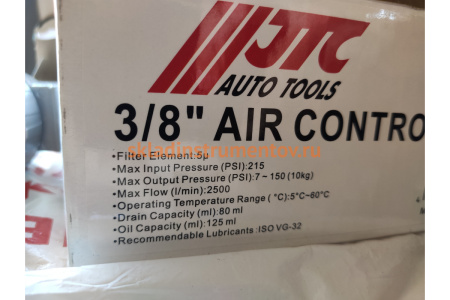 JTC
AUTO TOOLS
3/8" AIR CONTRO
skladinstrumentov.ru
•Filter Element:5µ
•Max Input Pressure (PSI):215
•Max Output Pressure (PSI):7~150(10kg)
•Max Flow (l/min):2500
•Operating Temperature Range (°C):5°C~60°C
•Drain Capacity (ml):80 ml
•Oil Capacity (ml):125 ml
•Recommendable Lubricants :ISO VG-32